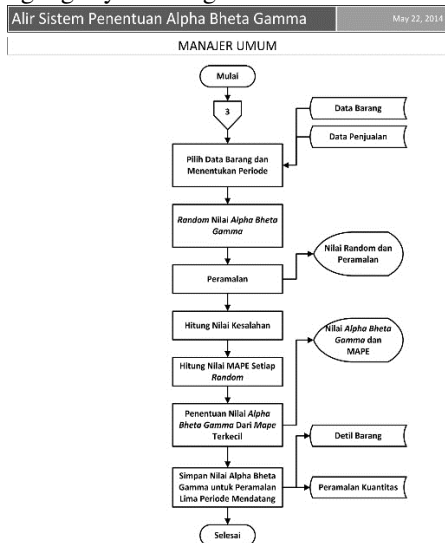 Alir Sistem Penentuan Alpha Bheta Gamma
May 22, 2014
MANAJER UMUM
Mulai
3
Data Barang
Data Penjualan
Pilih Data Barang dan
Menentukan Periode
Random Nilai Alpha Bheta
Gamma
Nilai Random dan
Peramalan
Peramalan
Hitung Nilai Kesalahan
Nilai Alpha Bheta
Gamma dan
MAPE
Hitung Nilai MAPE Setiap
Random
Penentuan Nilai Alpha
Bheta Gamma Dari Mape
Terkecil
Detil Barang
Simpan Nilai Alpha Bheta
Gamma untuk Peramalan
Lima Periode Mendatang
Peramalan Kuantitas
Selesai